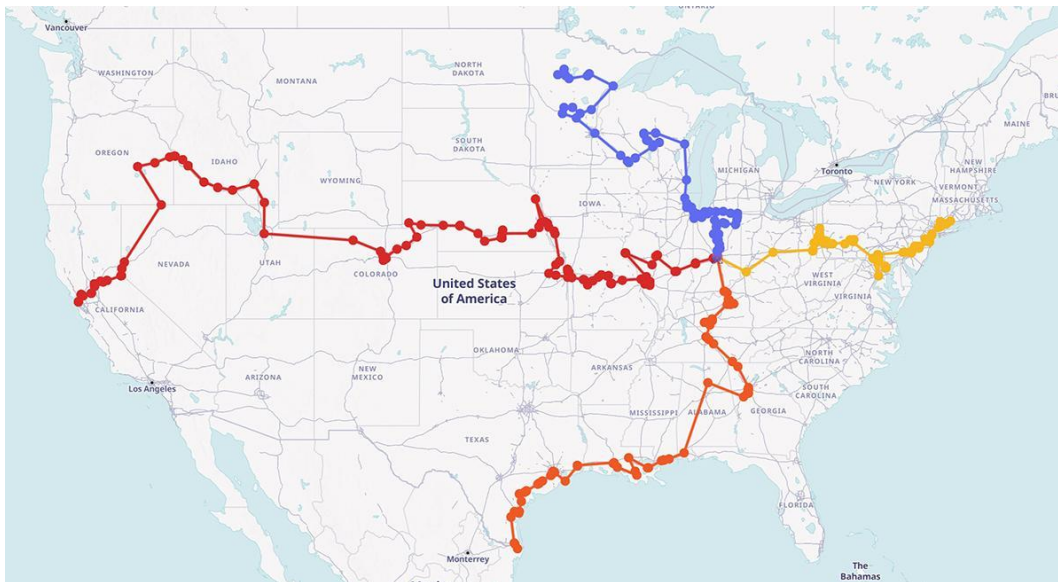 ONTARIO
Vancouver
WASHINGTON
MONTANA
NORTH
DAKOTA
MAINE
OREGON
IDAHO
SOUTH
DAKOTA
MICHIGAN
Toronto
NEW
HAMPSHIRE
VERMONT
NEW YORK
MASSACHUSETTS
WYOMING
IOWA
NEVADA
UTAH
COLORADO
United States
of America
WEST
VIRGINIA
VIRGINIA
CALIFORNIA
OKLAHOMA
ARKANSAS
NORTH
CAROLINA
Los Angeles
ARIZONA
NEW
MEXICO
SOUTH
CAROLINA
MISSISSIPPI
ALABAMA
GEORGIA
TEXAS
FLORIDA
Monterrey
The
Bahamas